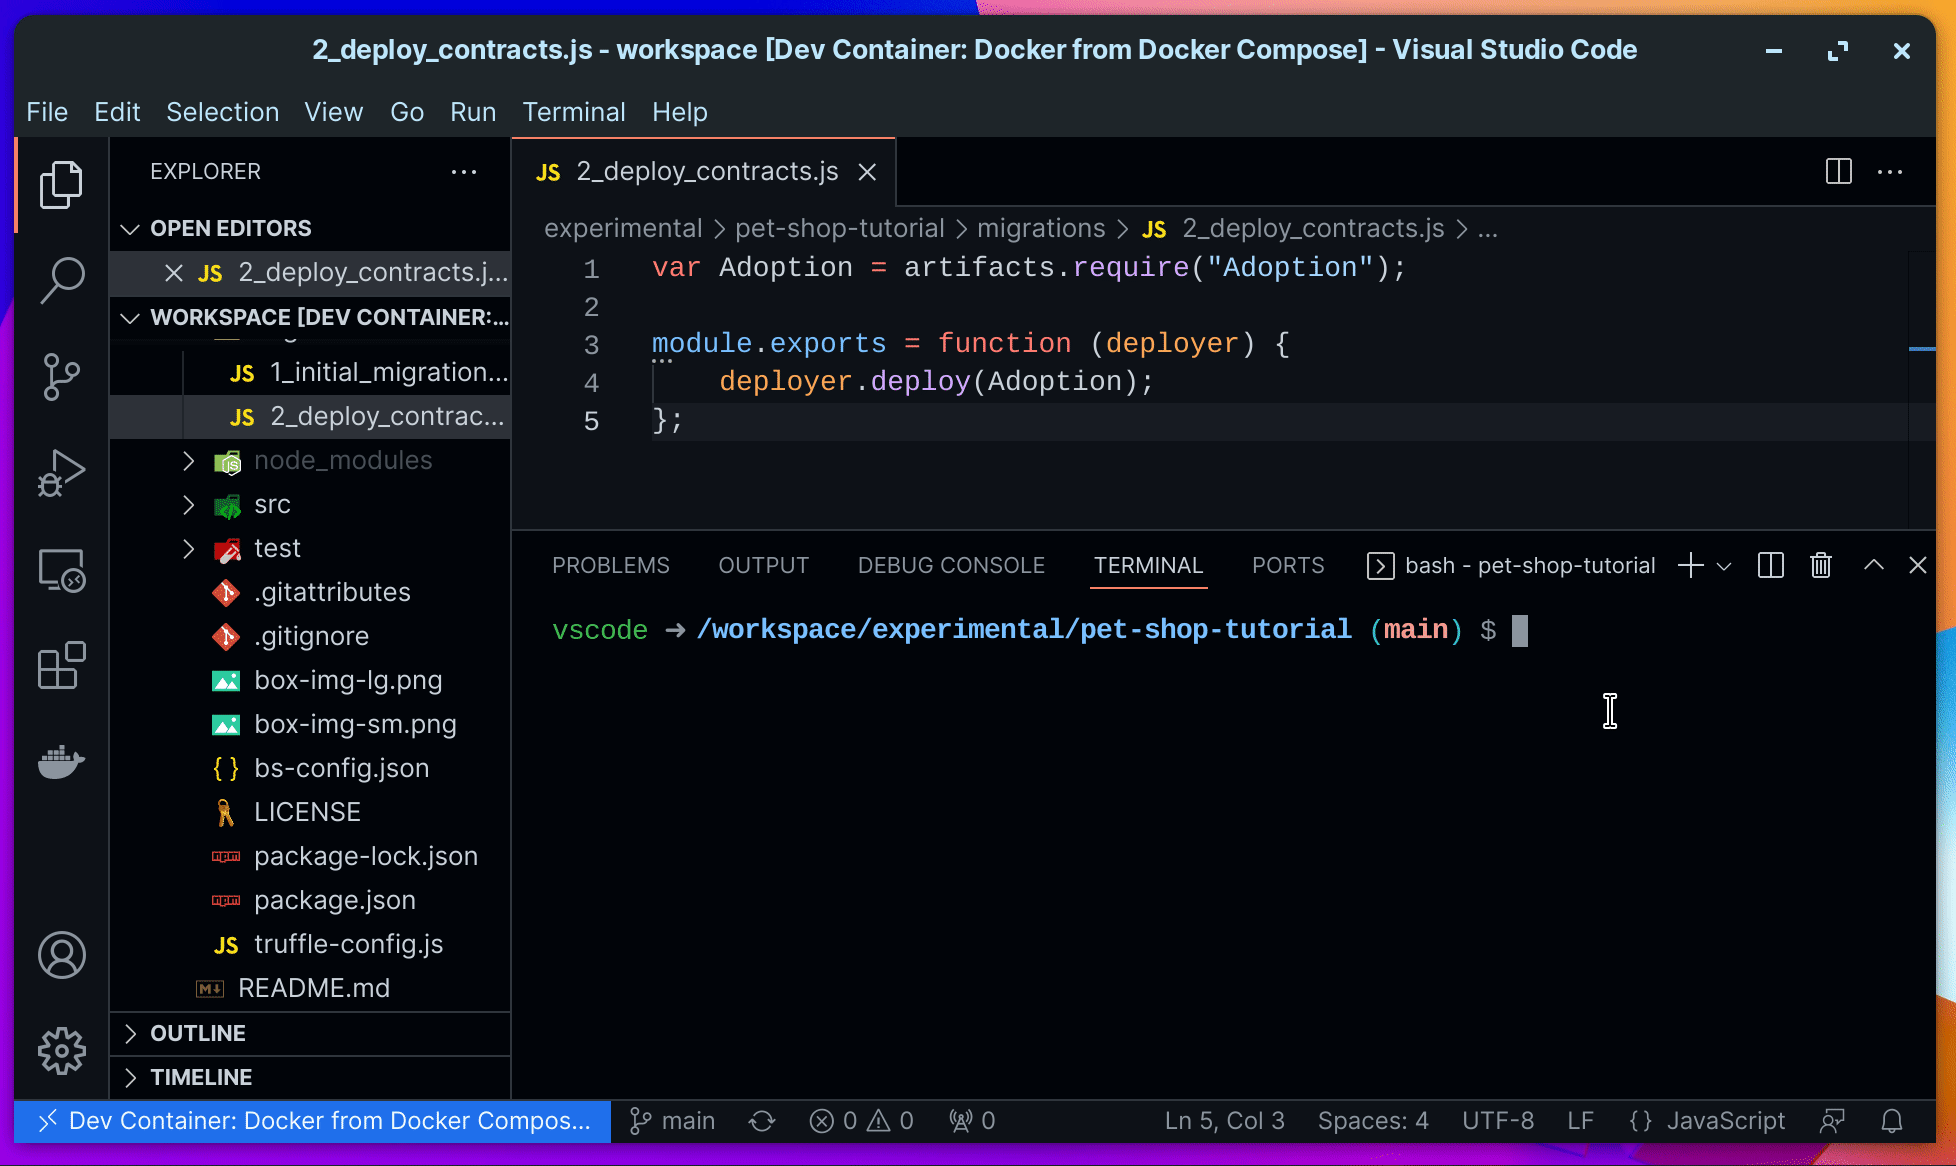 2_deploy_contracts.js - workspace [Dev Container: Docker from Docker Compose] - Visual Studio Code
File Edit Selection View Go Run Terminal Help
EXPLORER
OPEN EDITORS
JS 2_deploy_contracts.j...
WORKSPACE [DEV CONTAINER:...
JS 1_initial_migration...
JS 2_deploy_contrac...
node_modules
src
test
.gitattributes
.gitignore
box-img-lg.png
box-img-sm.png
{ } bs-config.json
LICENSE
package-lock.json
package.json
JS truffle-config.js
M↓ README.md
OUTLINE
TIMELINE
JS 2_deploy_contracts.js
experimental > pet-shop-tutorial > migrations > JS 2_deploy_contracts.js > ...
1 var Adoption = artifacts.require("Adoption");
2
3 module.exports = function (deployer) {
4 deployer.deploy(Adoption);
5 };
PROBLEMS OUTPUT DEBUG CONSOLE TERMINAL PORTS bash - pet-shop-tutorial
vscode ➜ /workspace/experimental/pet-shop-tutorial (main) $
Dev Container: Docker from Docker Compos... main 0 0 0 Ln 5, Col 3 Spaces: 4 UTF-8 LF {} JavaScript